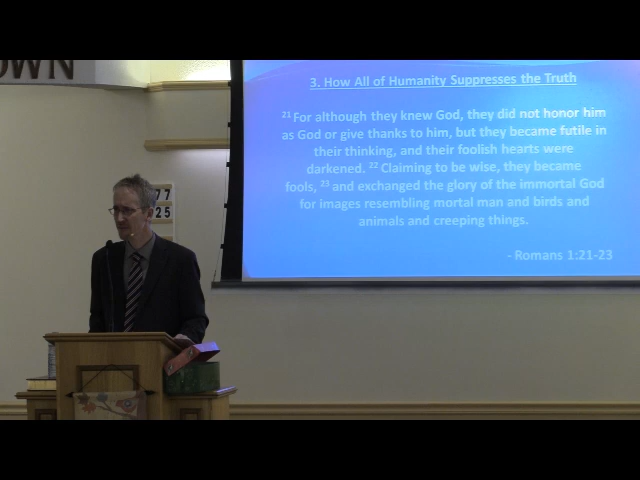 OWN
3. How All of Humanity Suppresses the Truth
21 For although they knew God, they did not honor him
as God or give thanks to him, but they became futile in
their thinking, and their foolish hearts were
darkened. 22 Claiming to be wise, they became
fools, 23 and exchanged the glory of the immortal God
for images resembling mortal man and birds and
animals and creeping things.
- Romans 1:21-23
77
25